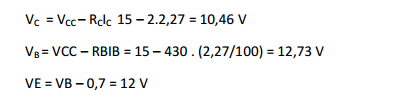 Vc = Vcc – Rclc 15 – 2.2,27 = 10,46 V
VB = VCC – RBIB = 15 – 430 . (2,27/100) = 12,73 V
VE = VB – 0,7 = 12 V